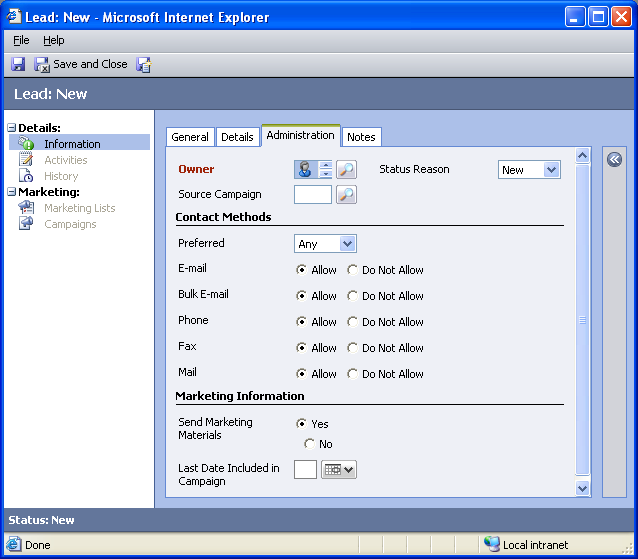 Lead: New - Microsoft Internet Explorer
File Help
Save and Close
Lead: New
Details:
Information
Activities
History
Marketing:
Marketing Lists
Campaigns
General Details Administration Notes
Owner Status Reason New
Source Campaign
Contact Methods
Preferred Any
E-mail Allow Do Not Allow
Bulk E-mail Allow Do Not Allow
Phone Allow Do Not Allow
Fax Allow Do Not Allow
Mail Allow Do Not Allow
Marketing Information
Send Marketing Yes
Materials
No
Last Date Included in
Campaign
Status: New
Done Local intranet